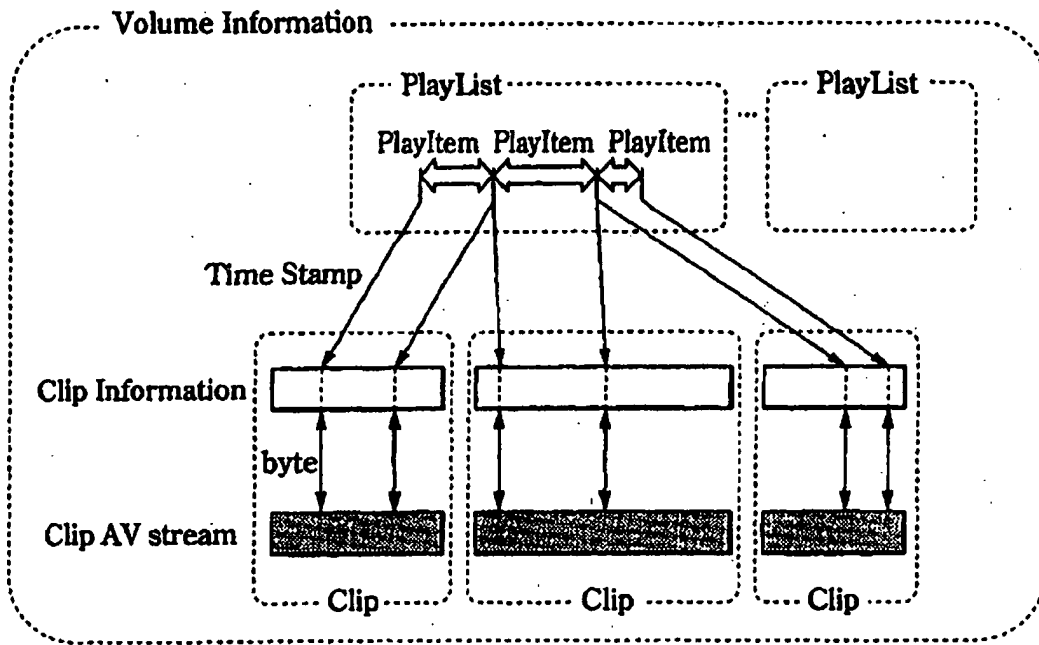 Volume Information
PlayList
PlayList
...
PlayItem PlayItem PlayItem
Time Stamp
Clip Information
byte
Clip AV stream
Clip
Clip
Clip